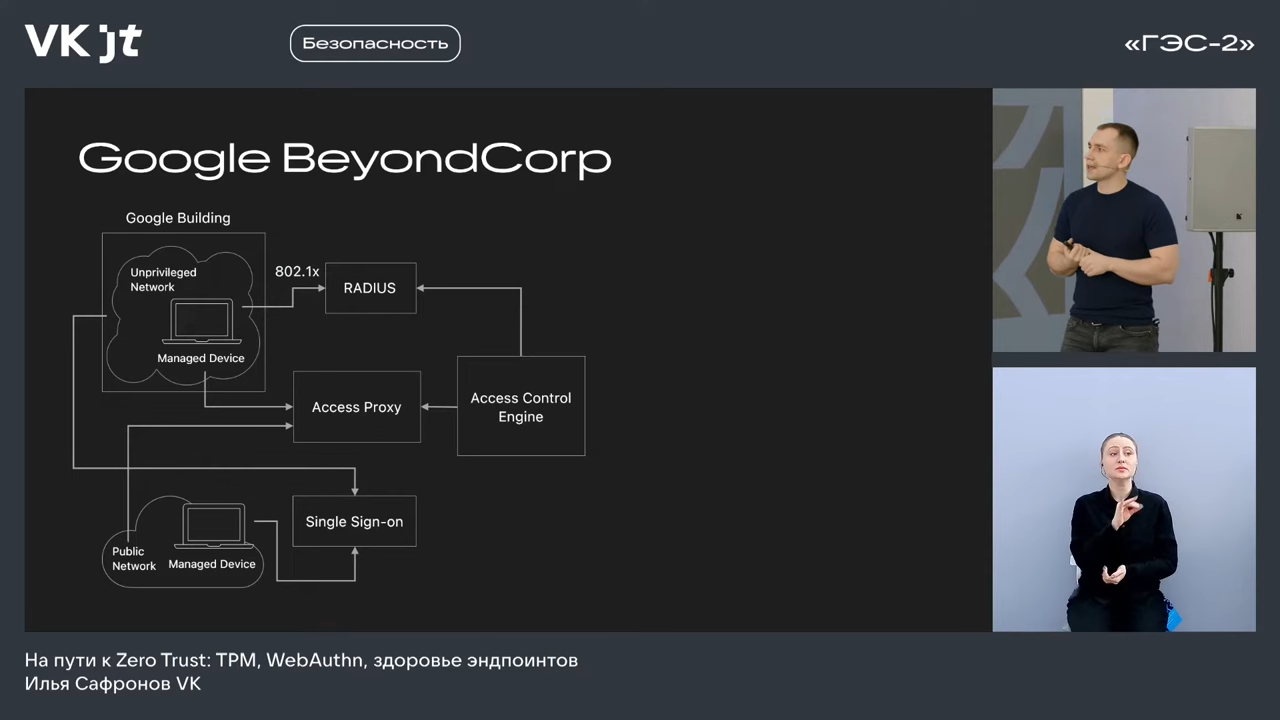 VK jt
Безопасность
«ГЭС-2»
Google BeyondCorp
Google Building
Unprivileged
Network
Managed Device
802.1x
RADIUS
Access Proxy
Access Control
Engine
Single Sign-on
Public
Network
Managed Device
На пути к Zero Trust: TPM, WebAuthn, здоровье эндпоинтов
Илья Сафронов VK